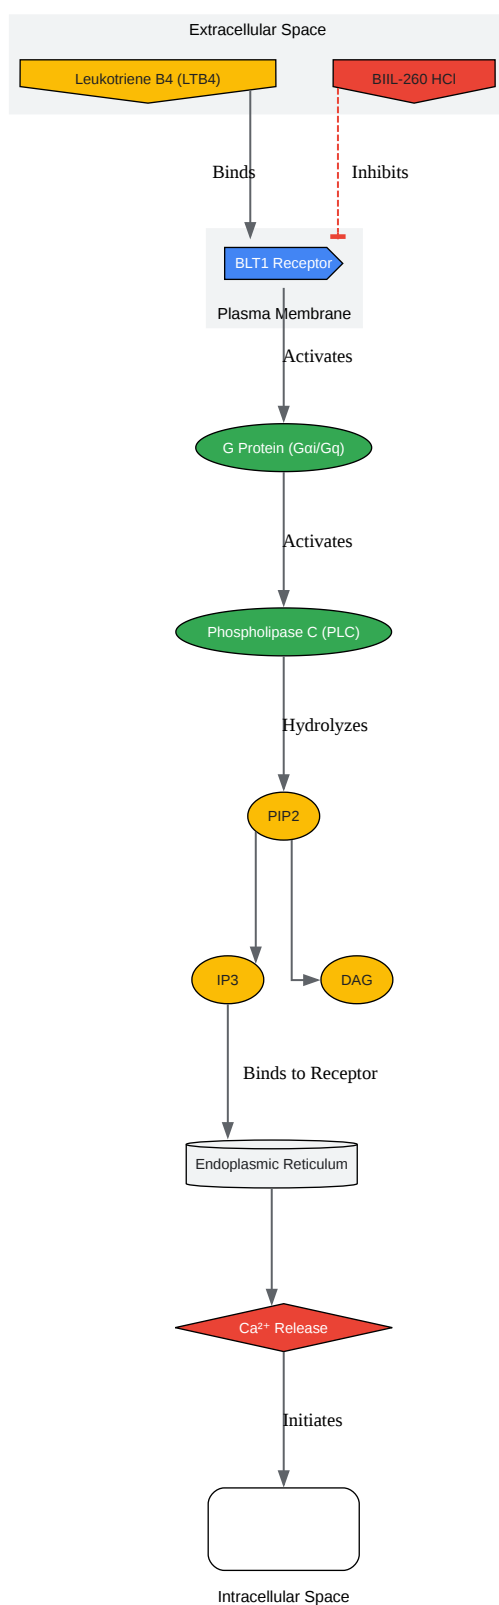 Extracellular Space
Leukotriene B4 (LTB4)
BIIL-260 HCl
Binds
Inhibits
BLT1 Receptor
Plasma Membrane
Activates
G Protein (Gαi/Gq)
Activates
Phospholipase C (PLC)
Hydrolyzes
PIP2
IP3
DAG
Binds to Receptor
Endoplasmic Reticulum
Ca²⁺ Release
Initiates
Intracellular Space